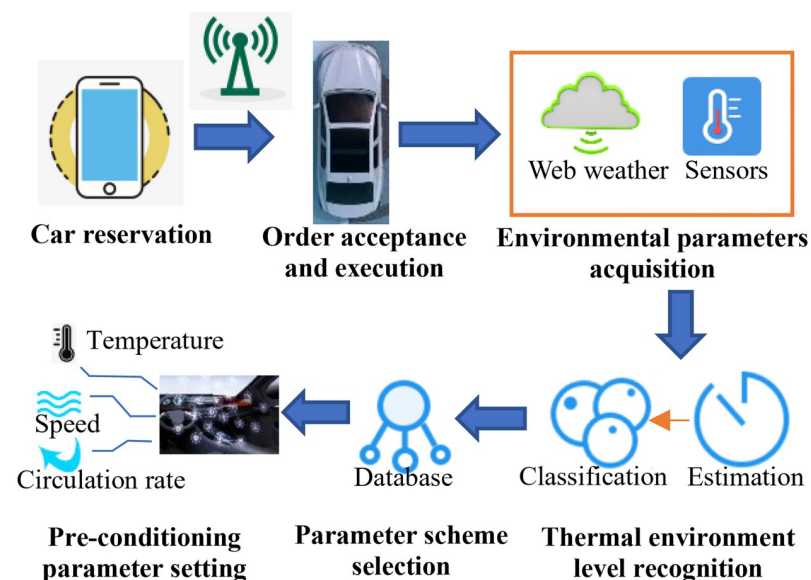 Web weather Sensors
Car reservation
Order acceptance
and execution
Environmental parameters
acquisition
Temperature
Speed
Circulation rate
Database
Classification Estimation
Pre-conditioning
parameter setting
Parameter scheme
selection
Thermal environment
level recognition